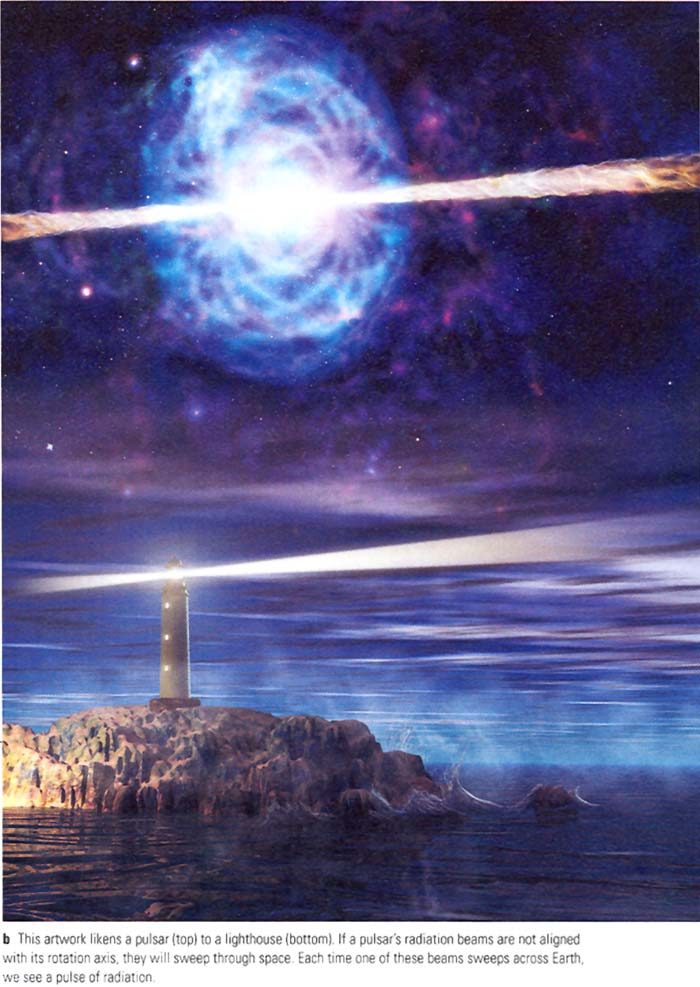 b This artwork likens a pulsar (top) to a lighthouse (bottom). If a pulsar's radiation beams are not aligned
with its rotation axis, they will sweep through space. Each time one of these beams sweeps across Earth,
we see a pulse of radiation.